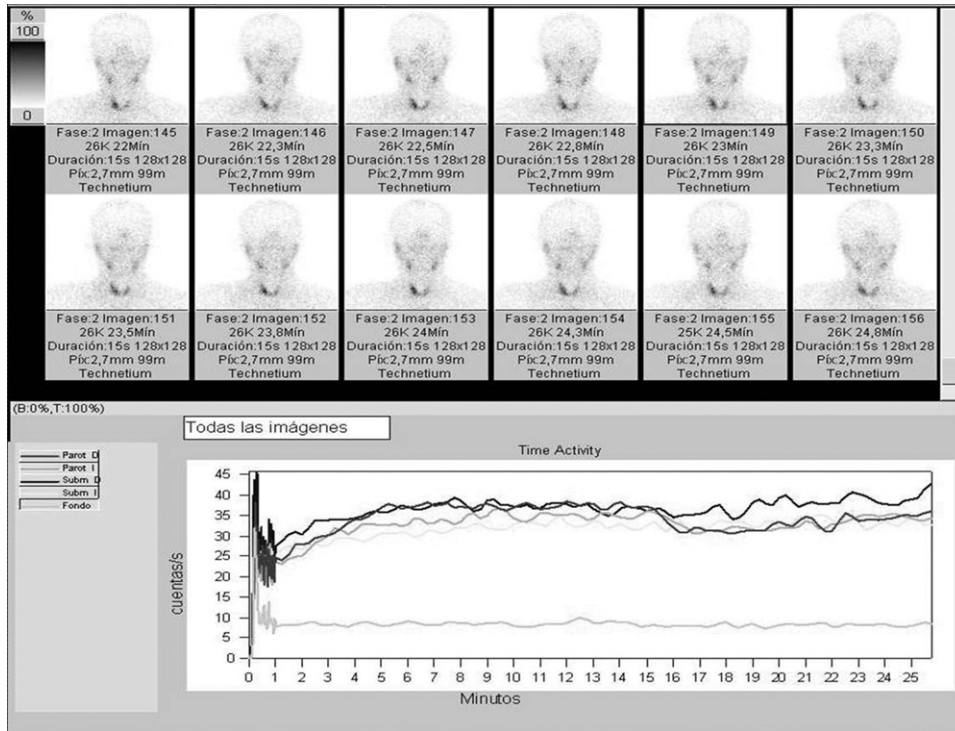 %
100
0
Fase:2 Imagen:145
26K 22Mín
Duración:15s 128x128
Píx:2,7mm 99m
Technetium
Fase:2 Imagen:146
26K 22,3Mín
Duración:15s 128x128
Píx:2,7mm 99m
Technetium
Fase:2 Imagen:147
26K 22,5Mín
Duración:15s 128x128
Píx:2,7mm 99m
Technetium
Fase:2 Imagen:148
26K 22,8Mín
Duración:15s 128x128
Píx:2,7mm 99m
Technetium
Fase:2 Imagen:149
26K 23Mín
Duración:15s 128x128
Píx:2,7mm 99m
Technetium
Fase:2 Imagen:150
26K 23,3Mín
Duración:15s 128x128
Píx:2,7mm 99m
Technetium
Fase:2 Imagen:151
26K 23,5Mín
Duración:15s 128x128
Píx:2,7mm 99m
Technetium
Fase:2 Imagen:152
26K 23,8Mín
Duración:15s 128x128
Píx:2,7mm 99m
Technetium
Fase:2 Imagen:153
26K 24Mín
Duración:15s 128x128
Píx:2,7mm 99m
Technetium
Fase:2 Imagen:154
26K 24,3Mín
Duración:15s 128x128
Píx:2,7mm 99m
Technetium
Fase:2 Imagen:155
25K 24,5Mín
Duración:15s 128x128
Píx:2,7mm 99m
Technetium
Fase:2 Imagen:156
26K 24,8Mín
Duración:15s 128x128
Píx:2,7mm 99m
Technetium
(B:0%,T:100%)
Todas las imágenes
Parot D
Parot I
Subm D
Subm I
Fondo
Time Activity
cuentas/s
45
40
35
30
25
20
15
10
5
0
0 1 2 3 4 5 6 7 8 9 10 11 12 13 14 15 16 17 18 19 20 21 22 23 24 25
Minutos